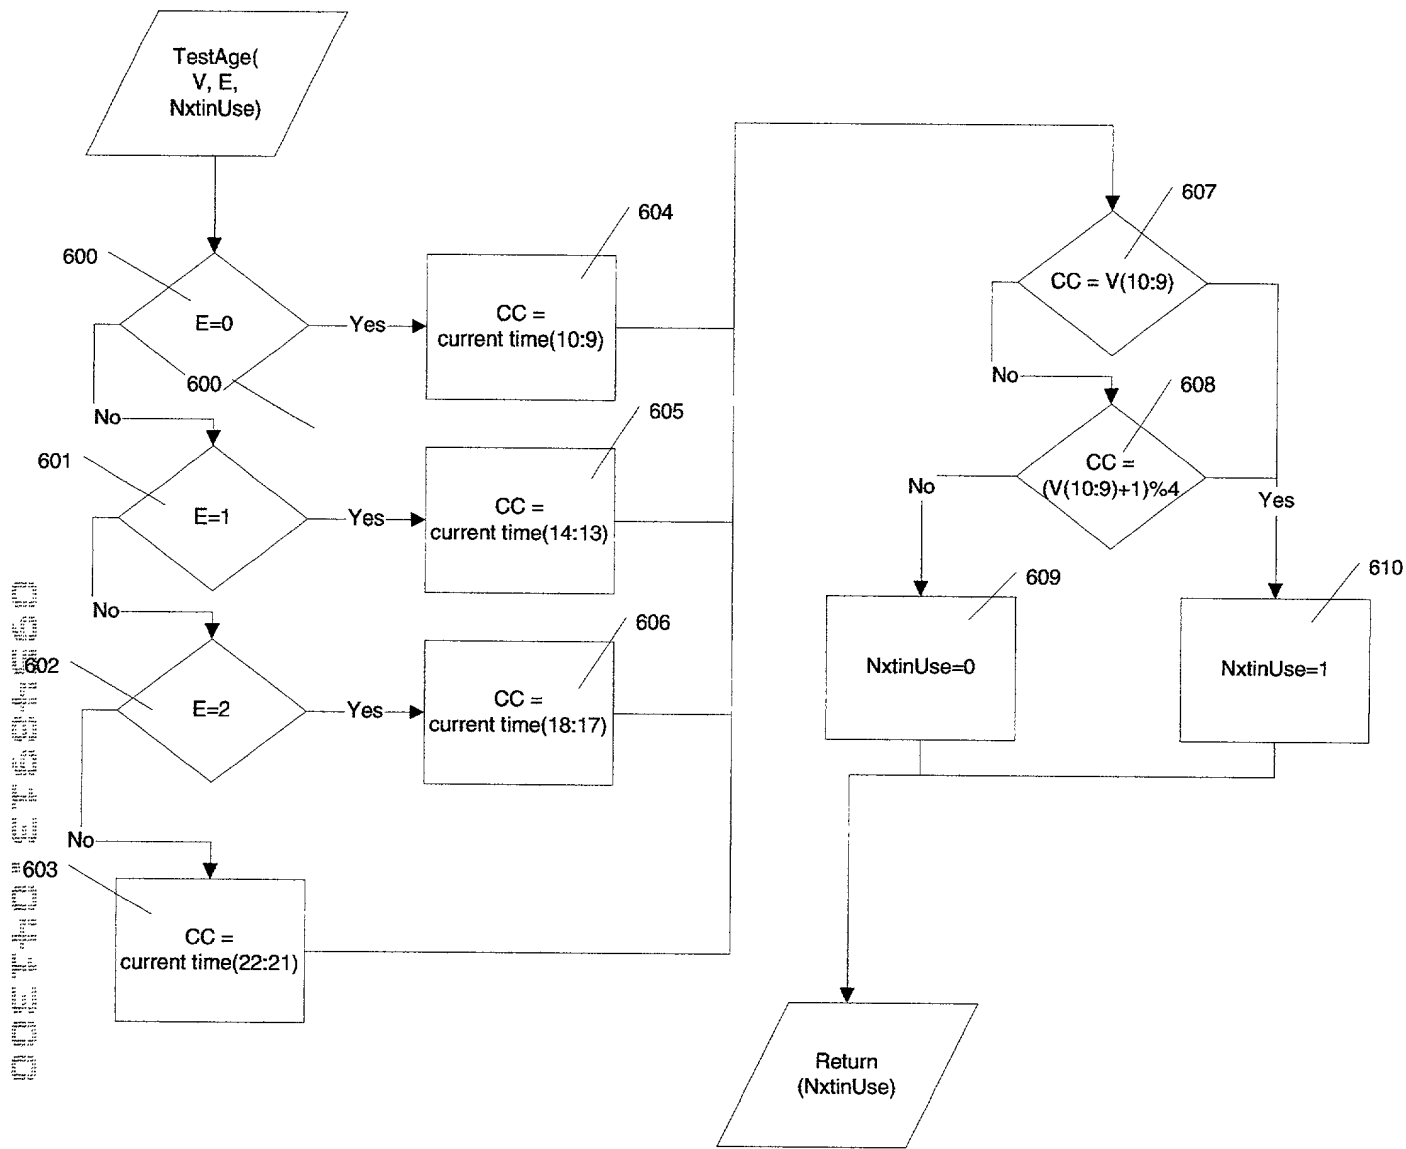 TestAge(
V, E,
NxtinUse)
600
E=0
Yes
604
CC =
current time(10:9)
600
No
601
E=1
Yes
605
CC =
current time(14:13)
No
602
E=2
Yes
606
CC =
current time(18:17)
No
603
CC =
current time(22:21)
607
CC = V(10:9)
No
608
CC =
(V(10:9)+1)%4
No
Yes
609
NxtinUse=0
610
NxtinUse=1
Return
(NxtinUse)